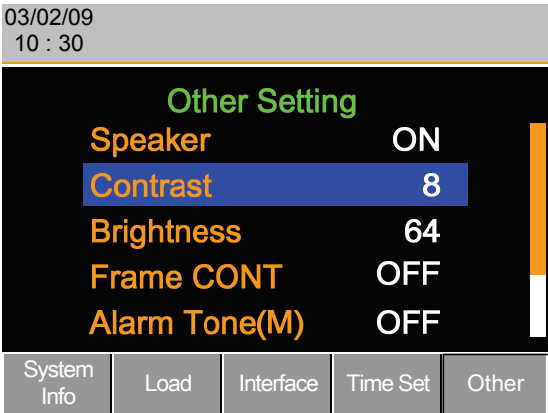 03/02/09
10 : 30
Other Setting
Speaker ON
Contrast 8
Brightness 64
Frame CONT OFF
Alarm Tone(M) OFF
System Info
Load
Interface
Time Set
Other